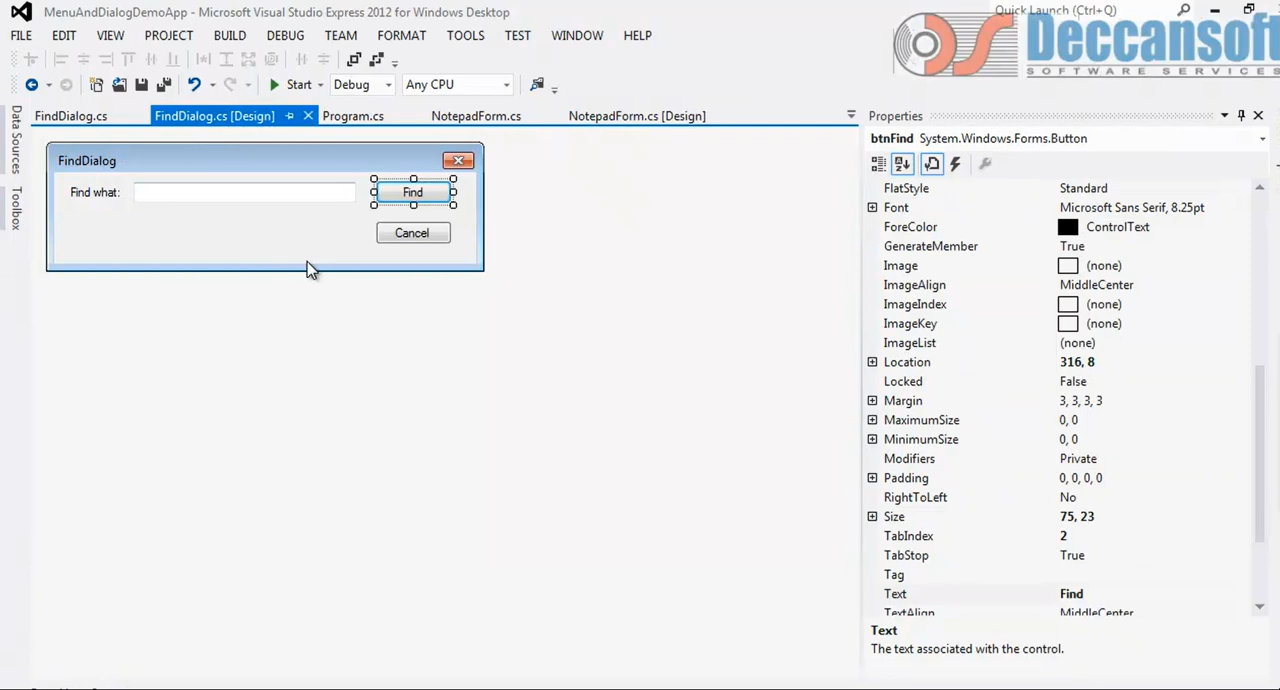 MenuAndDialogDemoApp - Microsoft Visual Studio Express 2012 for Windows Desktop
Quick Launch (Ctrl+Q)
FILE EDIT VIEW PROJECT BUILD DEBUG TEAM FORMAT TOOLS TEST WINDOW HELP
Deccansoft
SOFTWARE SERVICES
Start Debug Any CPU
Data Sources
Toolbox
FindDialog.cs FindDialog.cs [Design] Program.cs NotepadForm.cs NotepadForm.cs [Design]
FindDialog
Find what: Find
Cancel
Properties
btnFind System.Windows.Forms.Button
FlatStyle Standard
Font Microsoft Sans Serif, 8.25pt
ForeColor ControlText
GenerateMember True
Image (none)
ImageAlign MiddleCenter
ImageIndex (none)
ImageKey (none)
ImageList (none)
Location 316, 8
Locked False
Margin 3, 3, 3, 3
MaximumSize 0, 0
MinimumSize 0, 0
Modifiers Private
Padding 0, 0, 0, 0
RightToLeft No
Size 75, 23
TabIndex 2
TabStop True
Tag
Text Find
TextAlign MiddleCenter
Text
The text associated with the control.